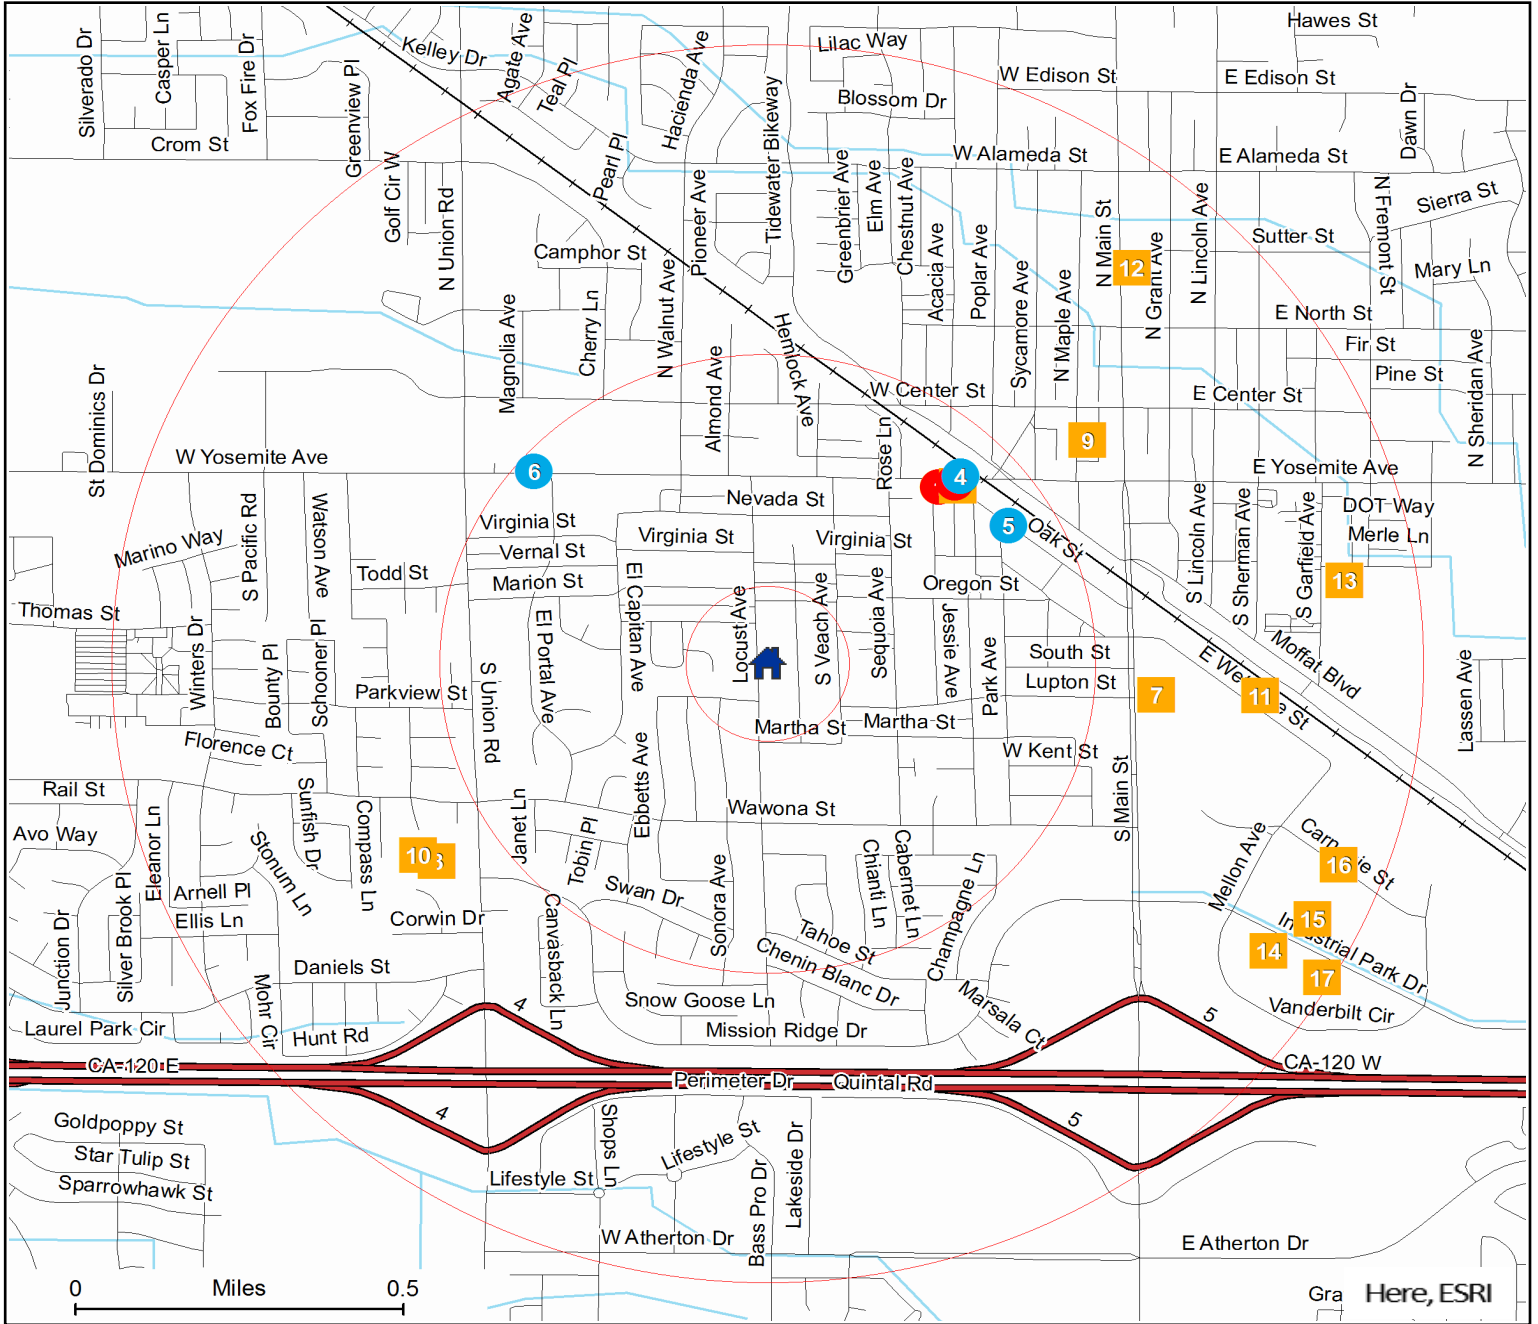 Hawes St
Silverado Dr
Casper Ln
Fox Fire Dr
Kelley Dr
Agate Ave
Teal Pl
Hacienda Ave
Lilac Way
W Edison St
E Edison St
Greenview Pl
Blossom Dr
Dawn Dr
Crom St
Tidewater Bikeway
W Alameda St
E Alameda St
Golf Cir W
Pearl Pl
Pioneer Ave
Greenbrier Ave
Elm Ave
Chestnut Ave
N Fremont St
Sierra St
N Union Rd
N Main St
N Lincoln Ave
Sutter St
Camphor St
Acacia Ave
Poplar Ave
12
N Grant Ave
Mary Ln
N Walnut Ave
Sycamore Ave
N Maple Ave
E North St
Magnolia Ave
Cherry Ln
Hemlock Ave
Fir St
Pine St
Almond Ave
W Center St
E Center St
N Sheridan Ave
St Dominics Dr
Rose Ln
9
W Yosemite Ave
6
4
E Yosemite Ave
Nevada St
S Pacific Rd
Watson Ave
Virginia St
Virginia St
Virginia St
5
Oak St
DOT Way
Merle Ln
Marino Way
Vernal St
S Lincoln Ave
S Sherman Ave
S Garfield Ave
Todd St
Marion St
Oregon St
13
Thomas St
El Portal Ave
El Capitan Ave
Locust Ave
S Veach Ave
Sequoia Ave
Jessie Ave
Park Ave
South St
Moffat Blvd
Winters Dr
Bounty Pl
Schooner Pl
S Union Rd
Parkview St
Lupton St
7
E We
11
e St
Martha St
Martha St
Lassen Ave
Florence Ct
Ebbetts Ave
W Kent St
Rail St
Sunfish Dr
Compass Ln
Janet Ln
Wawona St
S Main St
Avo Way
Eleanor Ln
Stonum Ln
10
Tobin Pl
Chianti Ln
Cabernet Ln
Champagne Ln
Mellon Ave
Carn
ie St
16
Arnell Pl
Ellis Ln
Swan Dr
Sonora Ave
Silver Brook Pl
Junction Dr
Corwin Dr
Canvasback Ln
Tahoe St
15
In
strial Park Dr
14
17
Daniels St
Chenin Blanc Dr
Snow Goose Ln
Marsala Ct
Vanderbilt Cir
Laurel Park Cir
Mohr Cir
Hunt Rd
4
Mission Ridge Dr
5
CA-120 E
CA-120 W
Perimeter Dr
Quintal Rd
4
5
Goldpoppy St
Star Tulip St
Sparrowhawk St
Shops Ln
Lifestyle St
Lifestyle St
Bass Pro Dr
Lakeside Dr
W Atherton Dr
E Atherton Dr
0 Miles 0.5
Gra
Here, ESRI